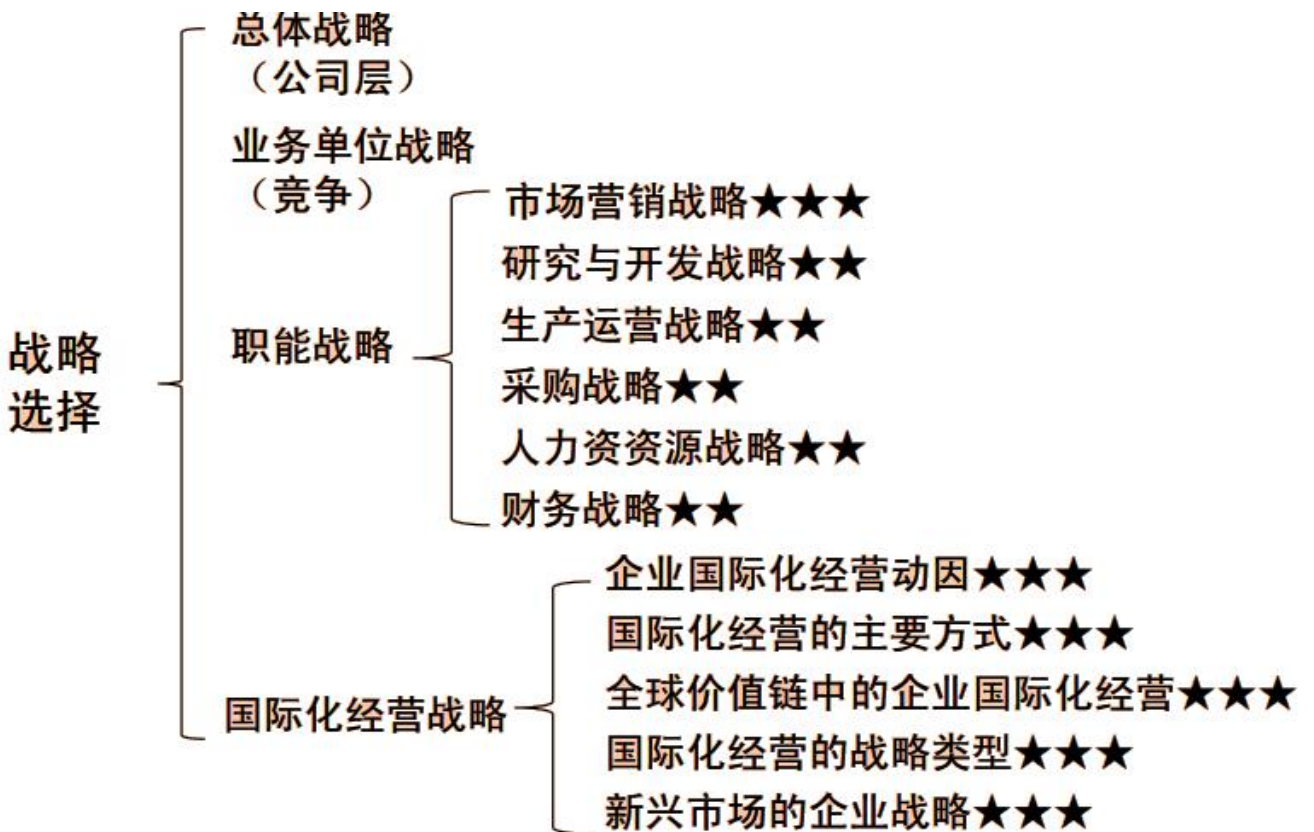 战略
选择
总体战略
（公司层）
业务单位战略
（竞争）
职能战略
市场营销战略★★★
研究与开发战略★★
生产运营战略★★
采购战略★★
人力资资源战略★★
财务战略★★
国际化经营战略
企业国际化经营动因★★★
国际化经营的主要方式★★★
全球价值链中的企业国际化经营★★★
国际化经营的战略类型★★★
新兴市场的企业战略★★★